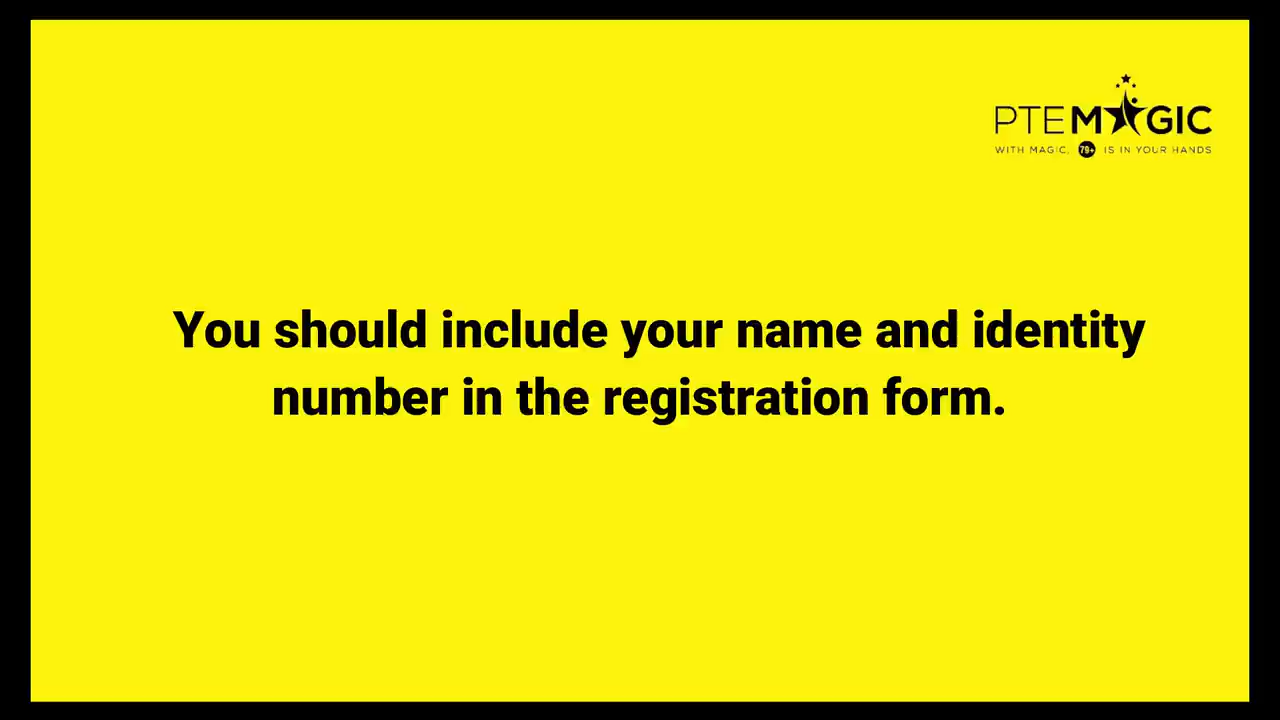 PTEMAGIC
WITH MAGIC, 79+ IS IN YOUR HANDS
You should include your name and identity
number in the registration form.